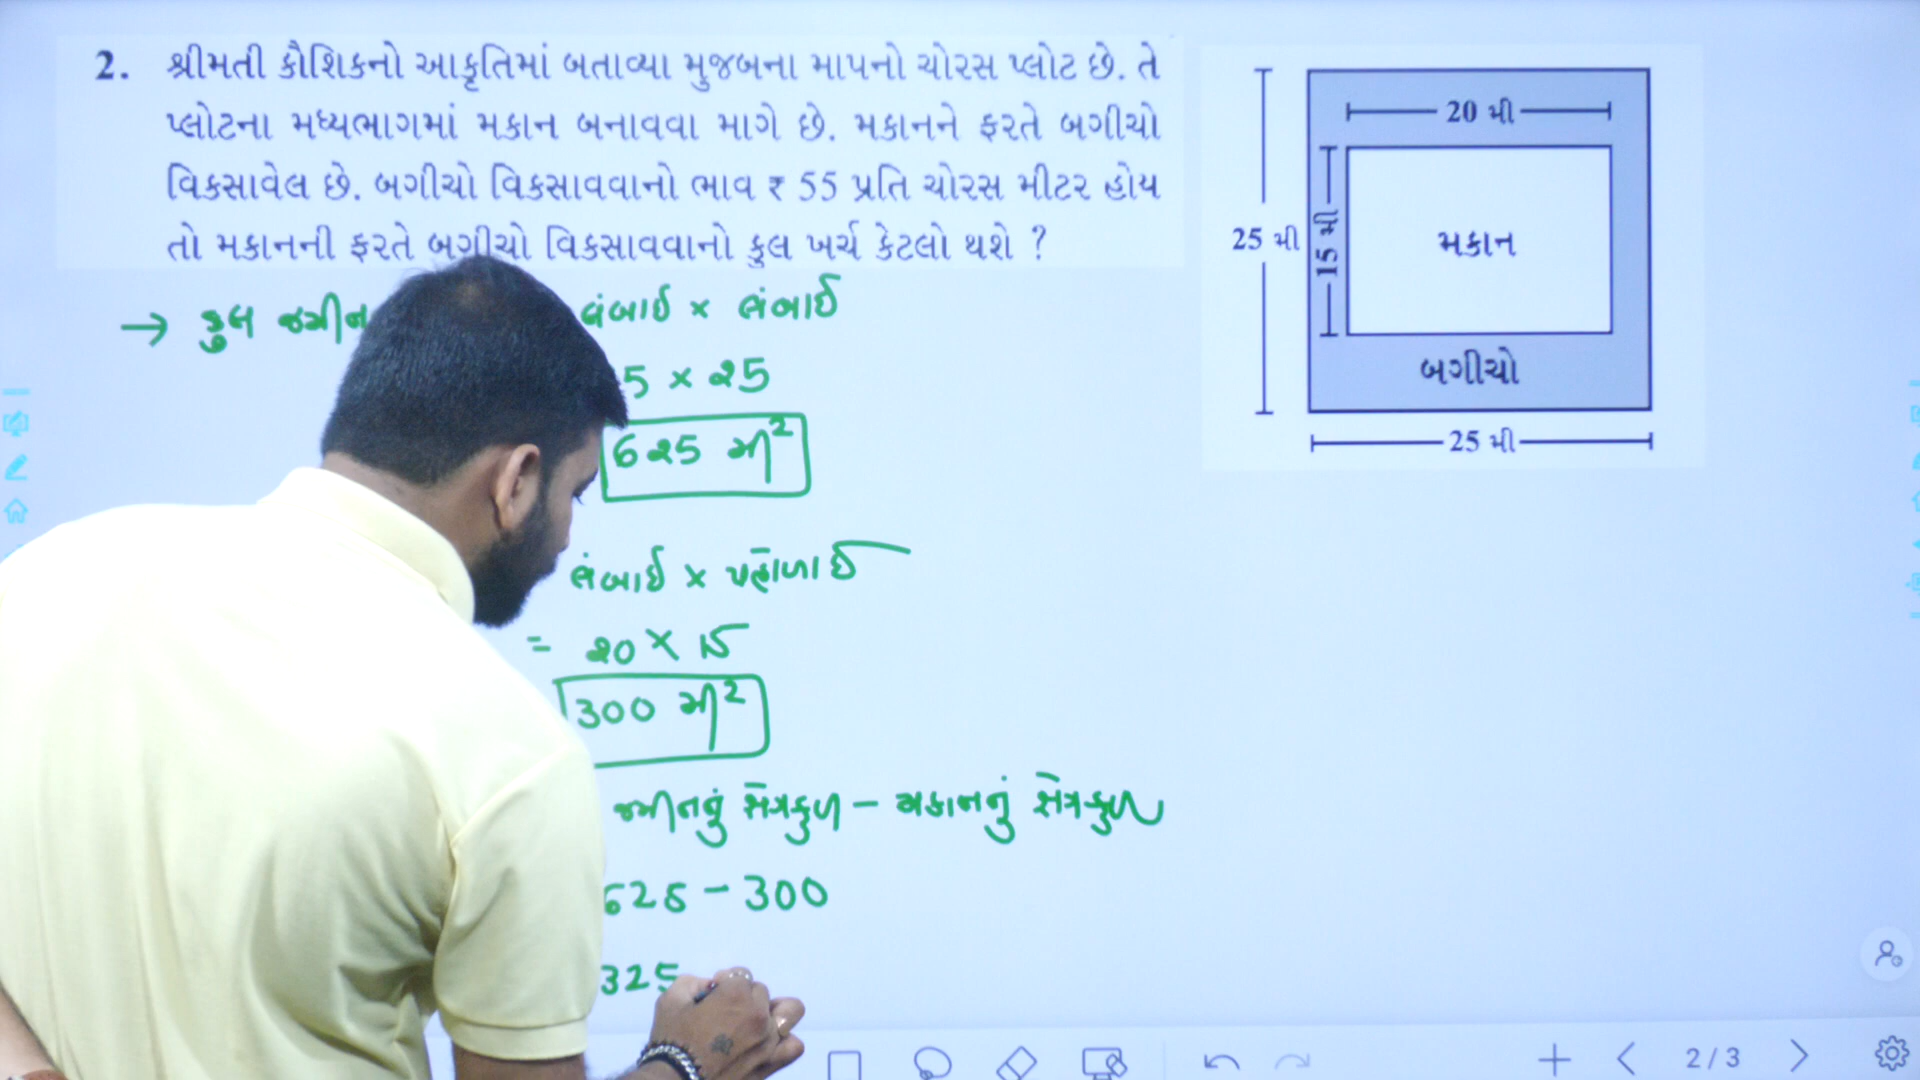 2. શ્રીમતી કૌશિકનો આકૃતિમાં બતાવ્યા મુજબના માપનો ચોરસ પ્લોટ છે. તે
પ્લોટના મધ્યભાગમાં મકાન બનાવવા માગે છે. મકાનને ફરતે બગીચો
વિકસાવેલ છે. બગીચો વિકસાવવાનો ભાવ ₹ 55 પ્રતિ ચોરસ મીટર હોય
તો મકાનની ફરતે બગીચો વિકસાવવાનો કુલ ખર્ચ કેટલો થશે ?
20 મી
25 મી
15 મી
મકાન
બગીચો
25 મી
→ કુલ જમીન લંબાઈ × લંબાઈ
5 × 25
625 મી²
લંબાઈ × પહોળાઈ
= 20 × 15
300 મી²
જમીનનું ક્ષેત્રફળ - મકાનનું ક્ષેત્રફળ
625 - 300
325
2/3